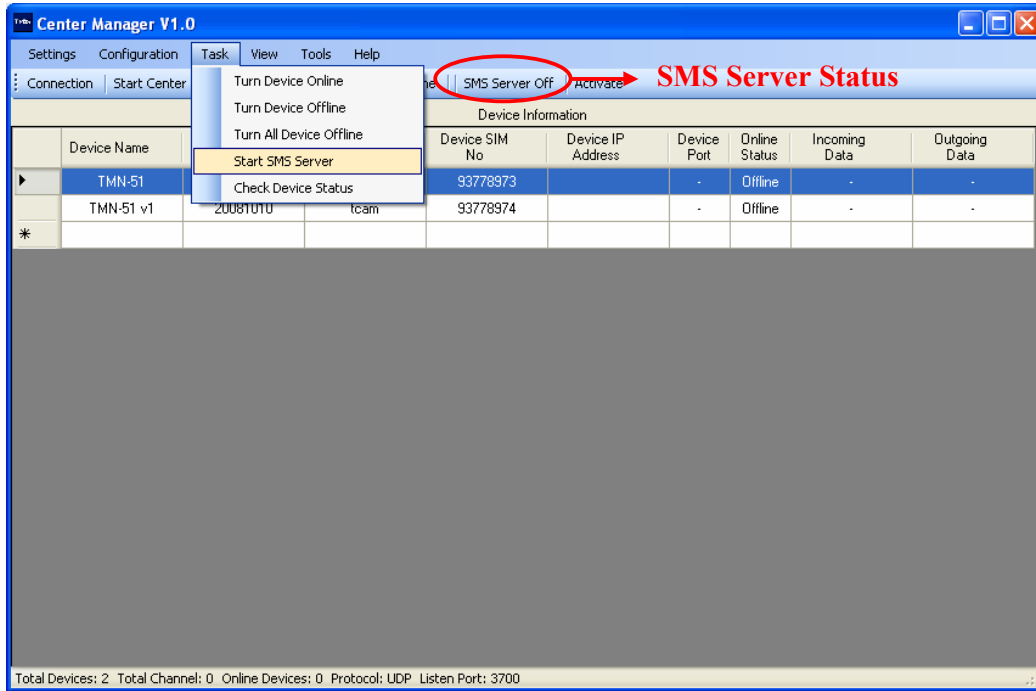 Center Manager V1.0
Settings Configuration Task View Tools Help
Connection Start Center SMS Server Off Activate
SMS Server Status
Turn Device Online
Turn Device Offline
Turn All Device Offline
Start SMS Server
Check Device Status
Device Information
Device Name Device SIM No Device IP Address Device Port Online Status Incoming Data Outgoing Data
TMN-51 93778973 - Offline - -
TMN-51 v1 20081010 tcam 93778974 - Offline - -
*
Total Devices: 2 Total Channel: 0 Online Devices: 0 Protocol: UDP Listen Port: 3700